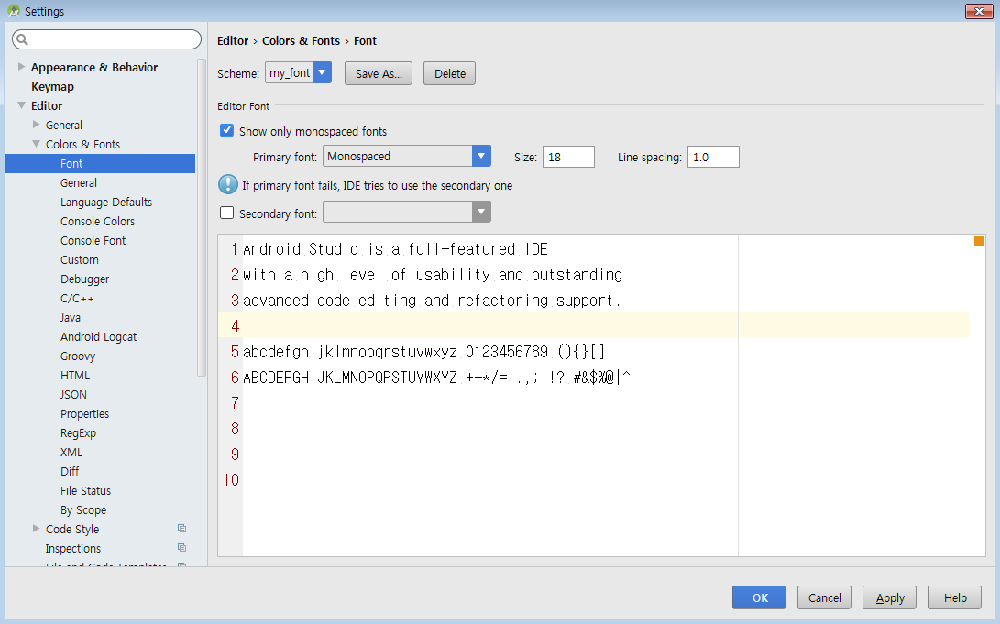 Settings
Appearance & Behavior
Keymap
Editor
General
Colors & Fonts
Font
General
Language Defaults
Console Colors
Console Font
Custom
Debugger
C/C++
Java
Android Logcat
Groovy
HTML
JSON
Properties
RegExp
XML
Diff
File Status
By Scope
Code Style
Inspections
File and Code Templates
Editor › Colors & Fonts › Font
Scheme: my_font Save As... Delete
Editor Font
Show only monospaced fonts
Primary font: Monospaced Size: 18 Line spacing: 1.0
If primary font fails, IDE tries to use the secondary one
Secondary font:
1 Android Studio is a full-featured IDE
2 with a high level of usability and outstanding
3 advanced code editing and refactoring support.
4
5 abcdefghijklmnopqrstuvwxyz 0123456789 (){}[]
6 ABCDEFGHIJKLMNOPQRSTUVWXYZ +-*/= .,;:!? #&$%@|^
7
8
9
10
OK Cancel Apply Help